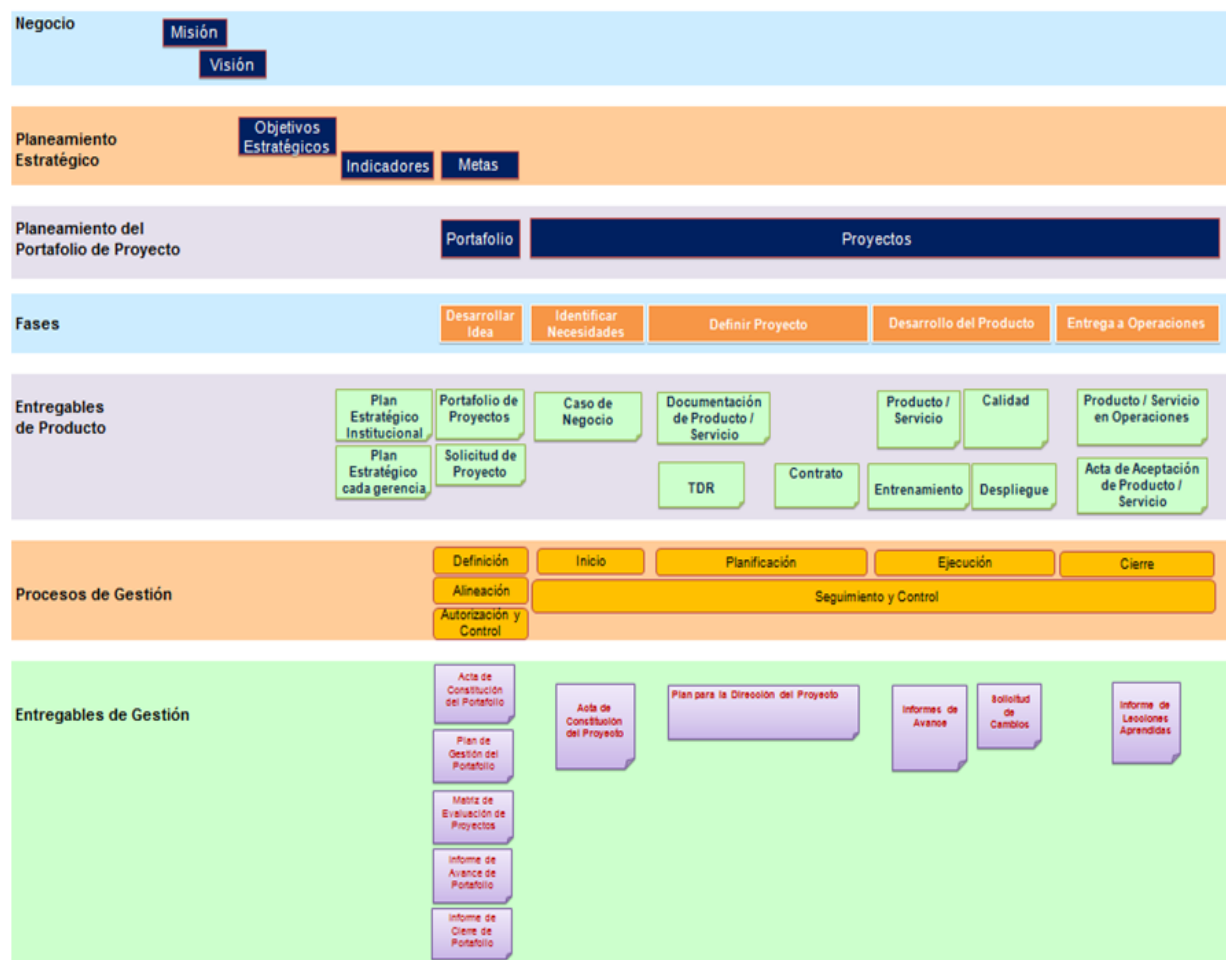 Negocio
Misión
Visión
Planeamiento
Estratégico
Objetivos
Estratégicos
Indicadores
Metas
Planeamiento del
Portafolio de Proyecto
Portafolio
Proyectos
Fases
Desarrollar
Idea
Identificar
Necesidades
Definir Proyecto
Desarrollo del Producto
Entrega a Operaciones
Entregables
de Producto
Plan
Estratégico
Institucional
Portafolio de
Proyectos
Caso de
Negocio
Documentación
de Producto /
Servicio
Producto /
Servicio
Calidad
Producto / Servicio
en Operaciones
Plan
Estratégico
cada gerencia
Solicitud de
Proyecto
TDR
Contrato
Entrenamiento
Despliegue
Acta de Aceptación
de Producto /
Servicio
Procesos de Gestión
Definición
Inicio
Planificación
Ejecución
Cierre
Alineación
Seguimiento y Control
Autorización y
Control
Entregables de Gestión
Acta de
Constitución
del Portafolio
Acta de
Constitución
del Proyecto
Plan para la Dirección del Proyecto
Informes de
Avance
Solicitud
de
Cambios
Informe de
Lecciones
Aprendidas
Plan de
Gestión del
Portafolio
Matriz de
Evaluación de
Proyectos
Informe de
Avance de
Portafolio
Informe de
Cierre de
Portafolio